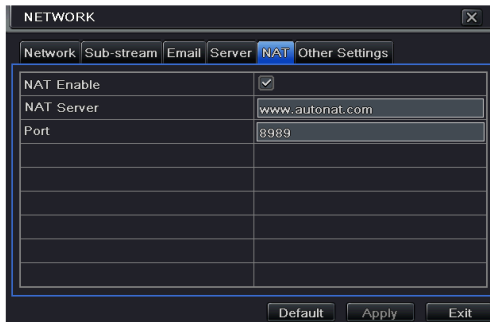 NETWORK
Network Sub-stream Email Server NAT Other Settings
NAT Enable
NAT Server www.autonat.com
Port 8989
Default Apply Exit